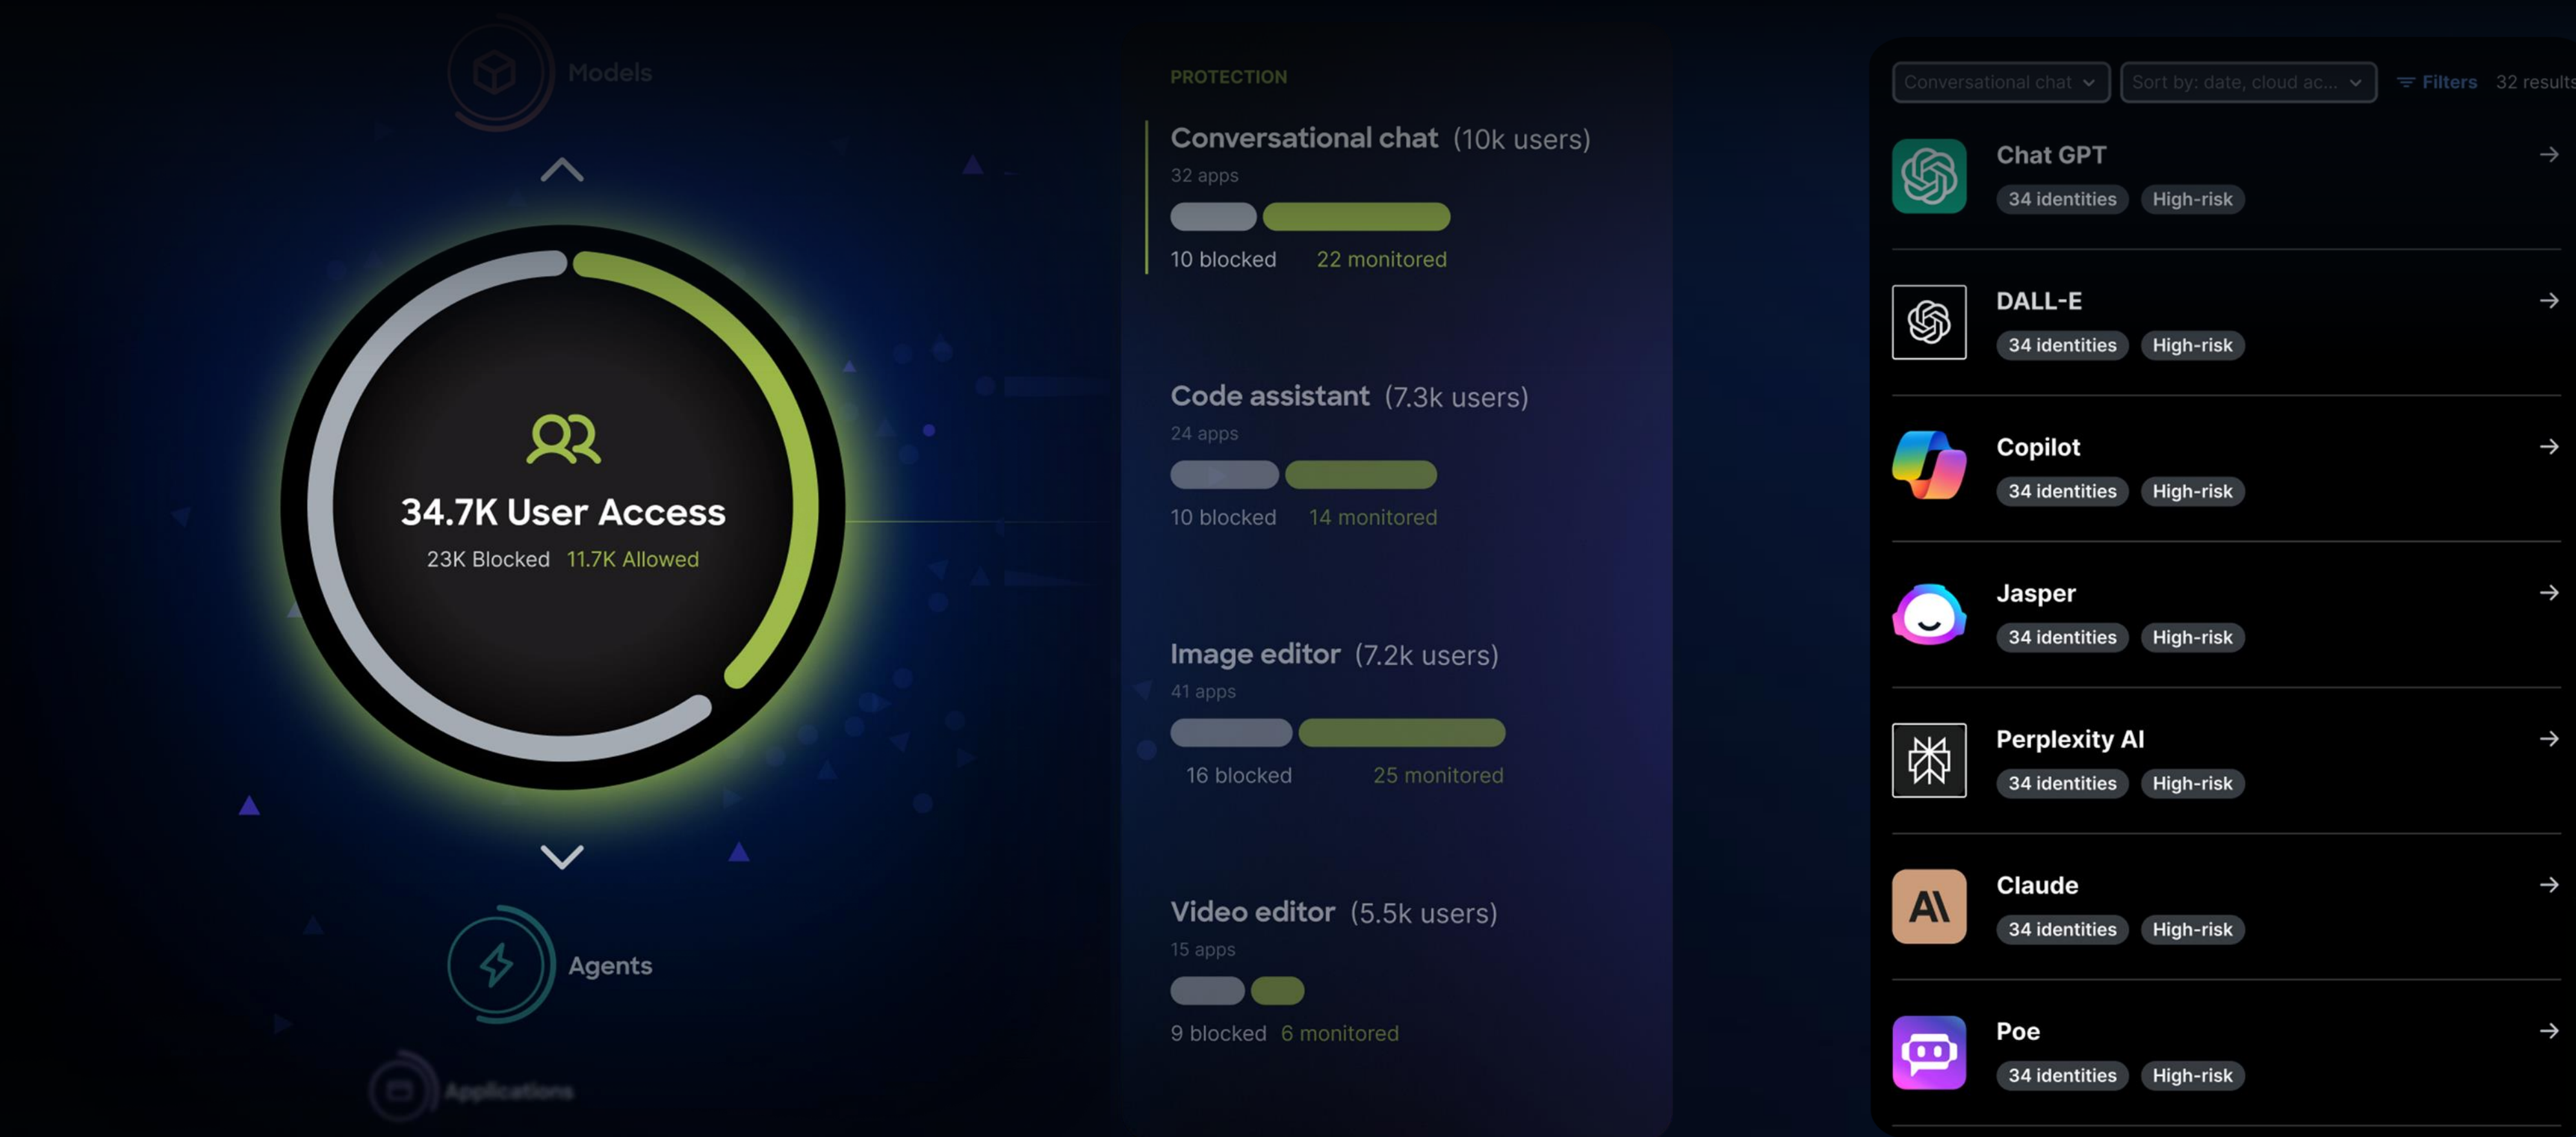 Models
34.7K User Access
23K Blocked 11.7K Allowed
Agents
Applications
PROTECTION
Conversational chat (10k users)
32 apps
10 blocked 22 monitored
Code assistant (7.3k users)
24 apps
10 blocked 14 monitored
Image editor (7.2k users)
41 apps
16 blocked 25 monitored
Video editor (5.5k users)
15 apps
9 blocked 6 monitored
Conversational chat Sort by: date, cloud ac... Filters 32 results
Chat GPT
34 identities High-risk
DALL-E
34 identities High-risk
Copilot
34 identities High-risk
Jasper
34 identities High-risk
Perplexity AI
34 identities High-risk
Claude
34 identities High-risk
Poe
34 identities High-risk